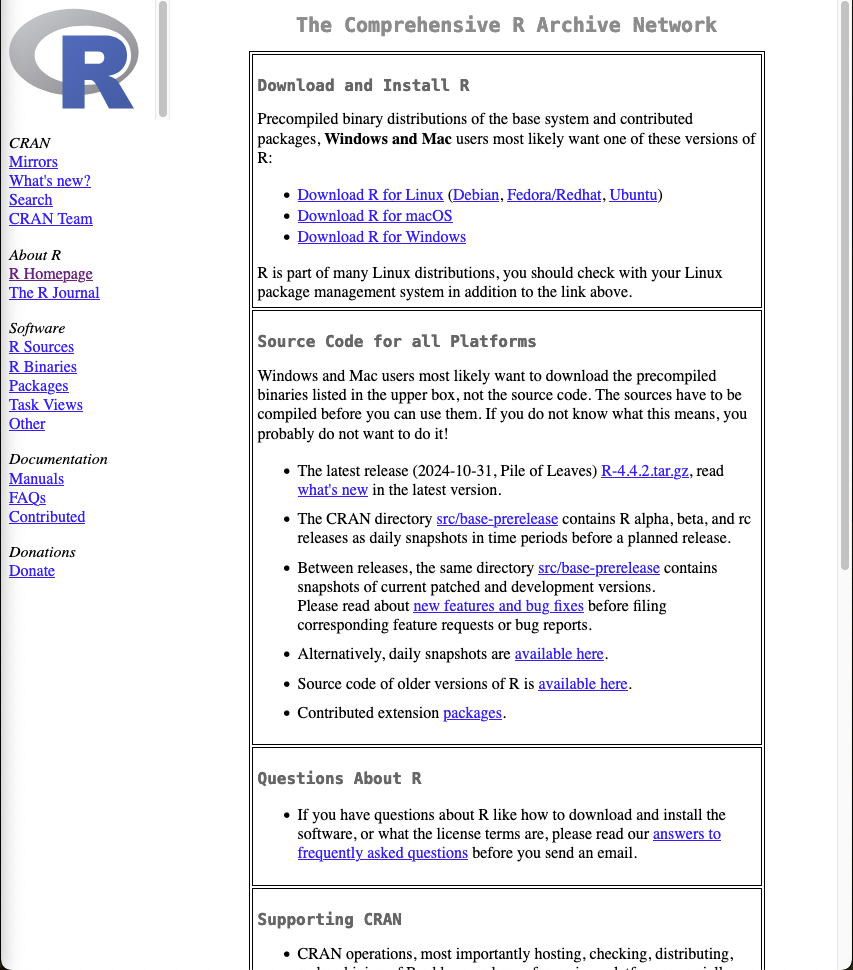 R
CRAN
Mirrors
What's new?
Search
CRAN Team
About R
R Homepage
The R Journal
Software
R Sources
R Binaries
Packages
Task Views
Other
Documentation
Manuals
FAQs
Contributed
Donations
Donate
The Comprehensive R Archive Network
Download and Install R
Precompiled binary distributions of the base system and contributed
packages, Windows and Mac users most likely want one of these versions of
R:
• Download R for Linux (Debian, Fedora/Redhat, Ubuntu)
• Download R for macOS
• Download R for Windows
R is part of many Linux distributions, you should check with your Linux
package management system in addition to the link above.
Source Code for all Platforms
Windows and Mac users most likely want to download the precompiled
binaries listed in the upper box, not the source code. The sources have to be
compiled before you can use them. If you do not know what this means, you
probably do not want to do it!
• The latest release (2024-10-31, Pile of Leaves) R-4.4.2.tar.gz, read
what's new in the latest version.
• The CRAN directory src/base-prerelease contains R alpha, beta, and rc
releases as daily snapshots in time periods before a planned release.
• Between releases, the same directory src/base-prerelease contains
snapshots of current patched and development versions.
Please read about new features and bug fixes before filing
corresponding feature requests or bug reports.
• Alternatively, daily snapshots are available here.
• Source code of older versions of R is available here.
• Contributed extension packages.
Questions About R
• If you have questions about R like how to download and install the
software, or what the license terms are, please read our answers to
frequently asked questions before you send an email.
Supporting CRAN
• CRAN operations, most importantly hosting, checking, distributing,